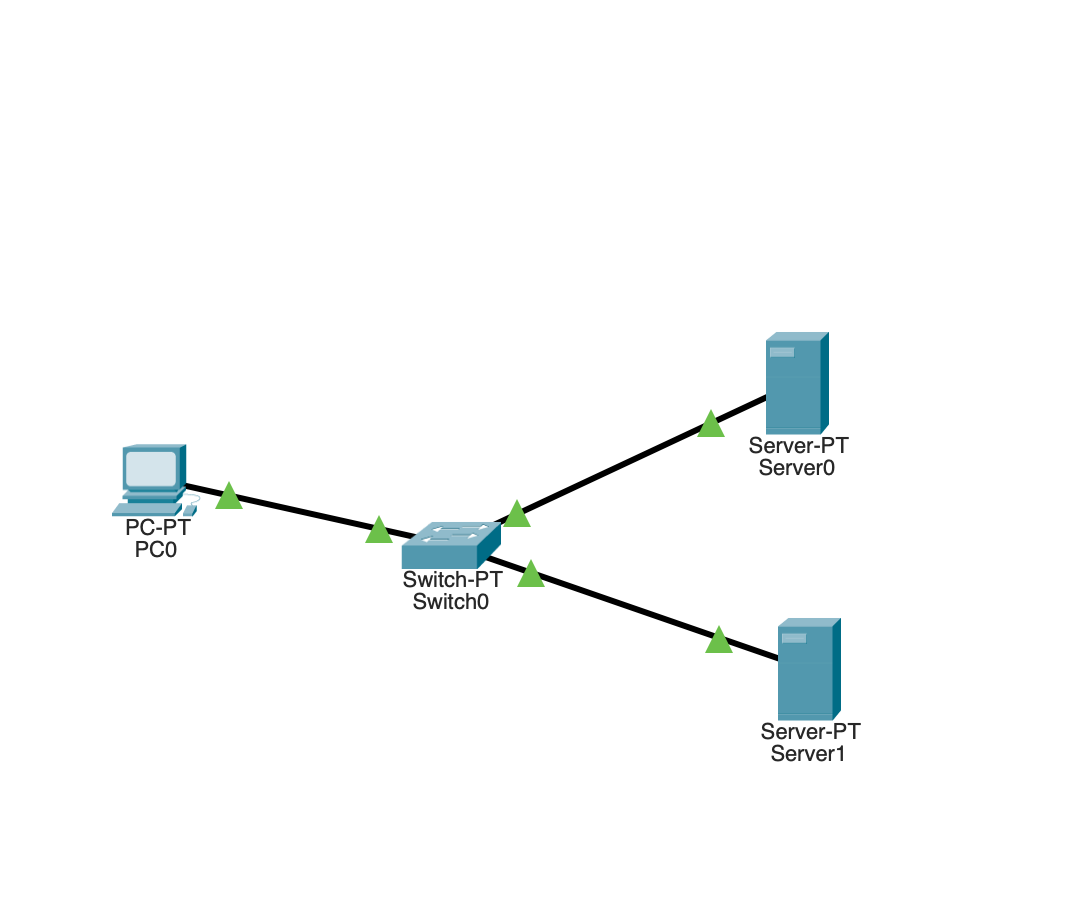 Server-PT
Server0
PC-PT
PC0
Switch-PT
Switch0
Server-PT
Server1